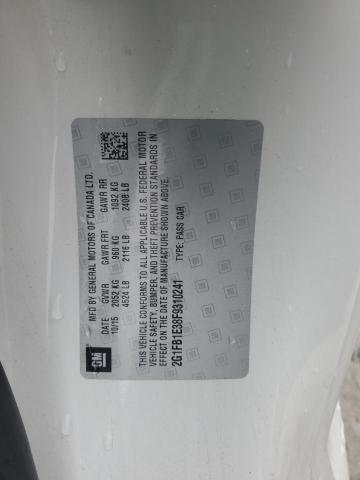 GM
MFD BY GENERAL MOTORS OF CANADA LTD.
10/15 GVWR GAWR FRT GAWR RR
2052 KG 960 KG 1092 KG
4524 LB 2116 LB 2408 LB
THIS VEHICLE CONFORMS TO ALL APPLICABLE U.S. FEDERAL MOTOR
VEHICLE SAFETY, BUMPER, AND THEFT PREVENTION STANDARDS IN
EFFECT ON THE DATE OF MANUFACTURE SHOWN ABOVE.
2G1FB1E38F9310241 TYPE: PASS CAR